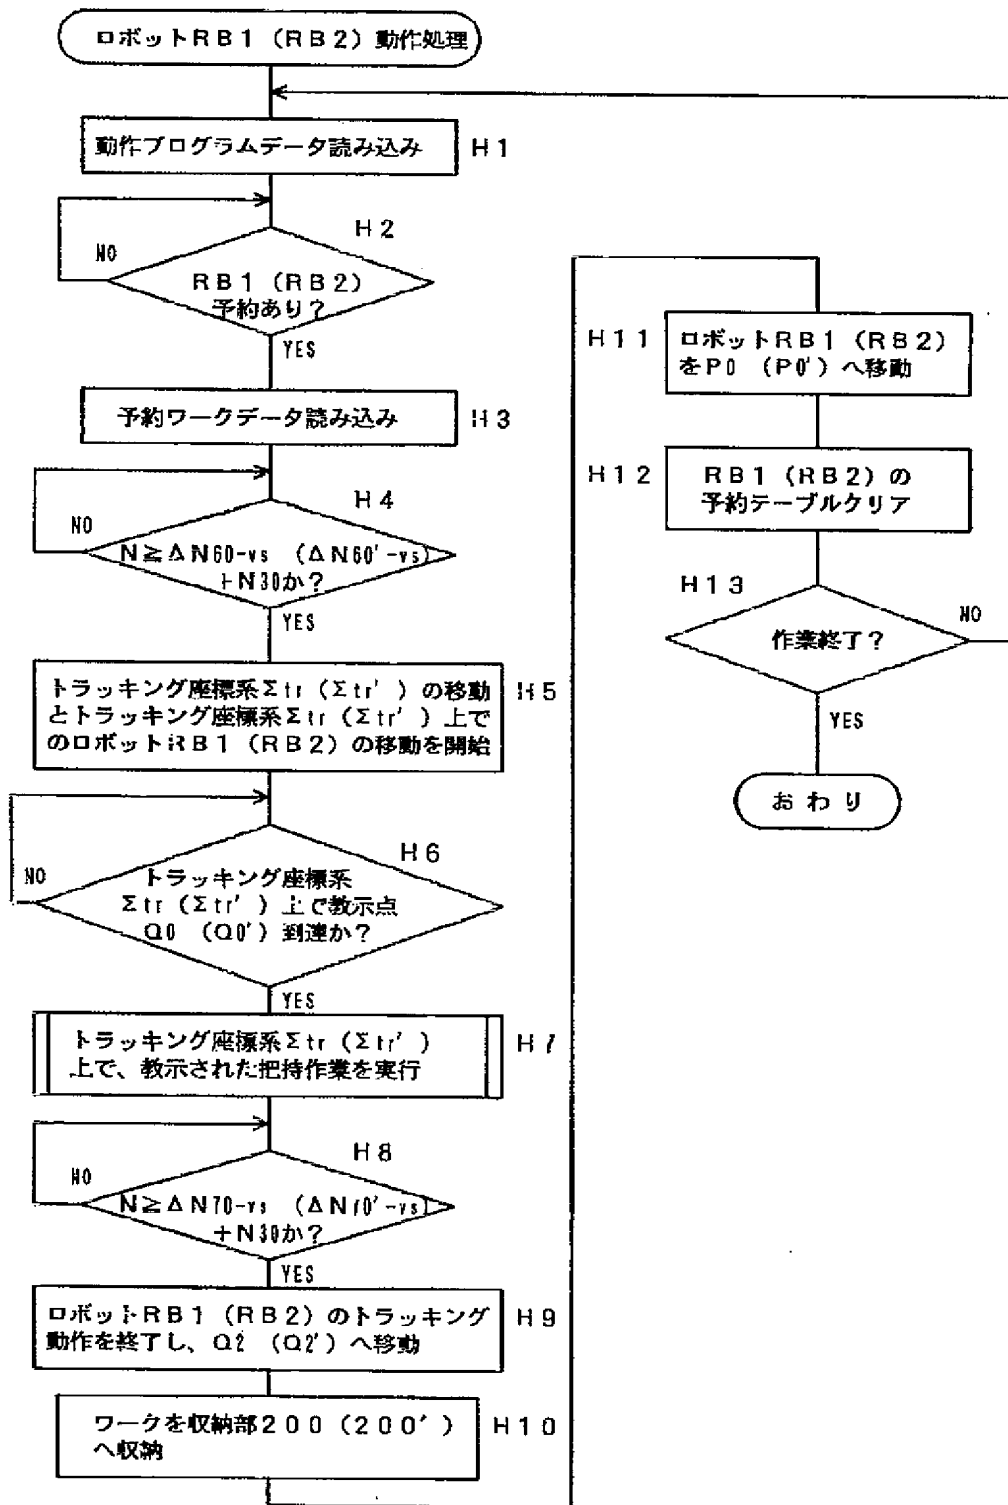 ロボットRB1（RB2）動作処理
動作プログラムデータ読み込み
H1
H2
NO
RB1（RB2）
予約あり？
YES
予約ワークデータ読み込み
H3
H4
NO
N≧ΔN60-vs （ΔN60'-vs）
+N30か？
YES
トラッキング座標系Σtr（Σtr'）の移動
とトラッキング座標系Σtr（Σtr'）上で
のロボットRB1（RB2）の移動を開始
H5
H6
NO
トラッキング座標系
Σtr（Σtr'）上で教示点
Q0 （Q0'）到達か？
YES
トラッキング座標系Σtr（Σtr'）
上で、教示された把持作業を実行
H7
H8
NO
N≧ΔN70-vs （ΔN70'-vs）
+N30か？
YES
ロボットRB1（RB2）のトラッキング
動作を終了し、Q2 （Q2'）へ移動
H9
ワークを収納部200（200'）
へ収納
H10
H11
ロボットRB1（RB2）
をP0 （P0'）へ移動
H12
RB1（RB2）の
予約テーブルクリア
H13
NO
作業終了？
YES
おわり